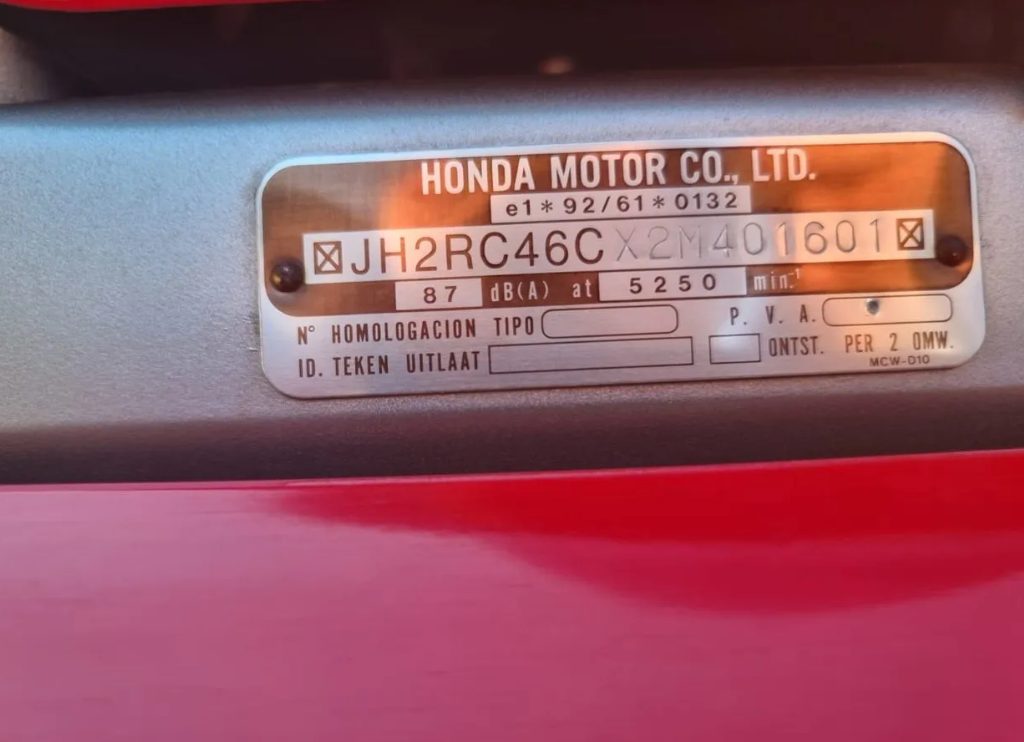 HONDA MOTOR CO., LTD.
e1*92/61*0132
JH2RC46CX2M401601
87 dB(A) at 5250 min.⁻¹
N° HOMOLOGACION TIPO P. V. A.
ID. TEKEN UITLAAT ONTST. PER 2 OMW.
MCW-D10